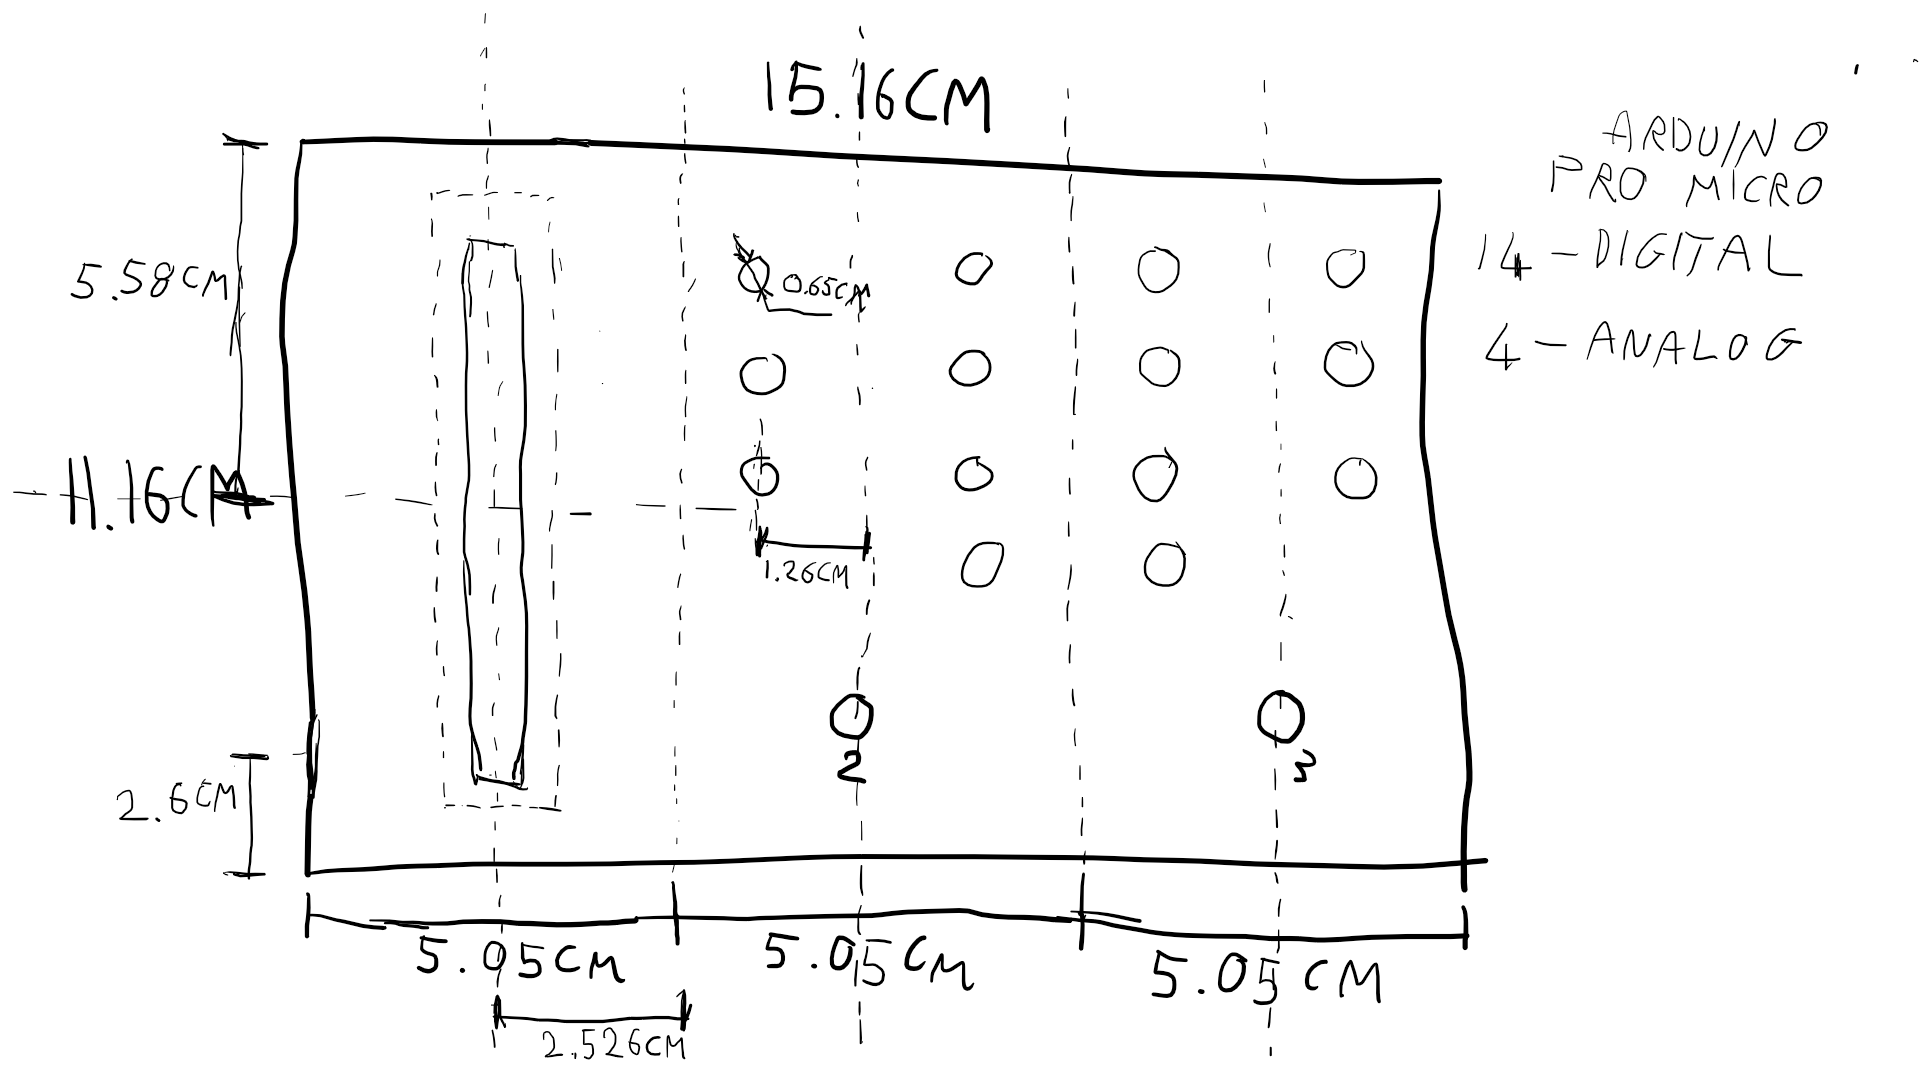 15.16CM
ARDUINO
PRO MICRO
14-DIGITAL
4-ANALOG
5.58CM
0.65CM
11.16CM
1.26CM
2
3
2.6CM
5.05CM
5.05CM
5.05CM
2.526CM